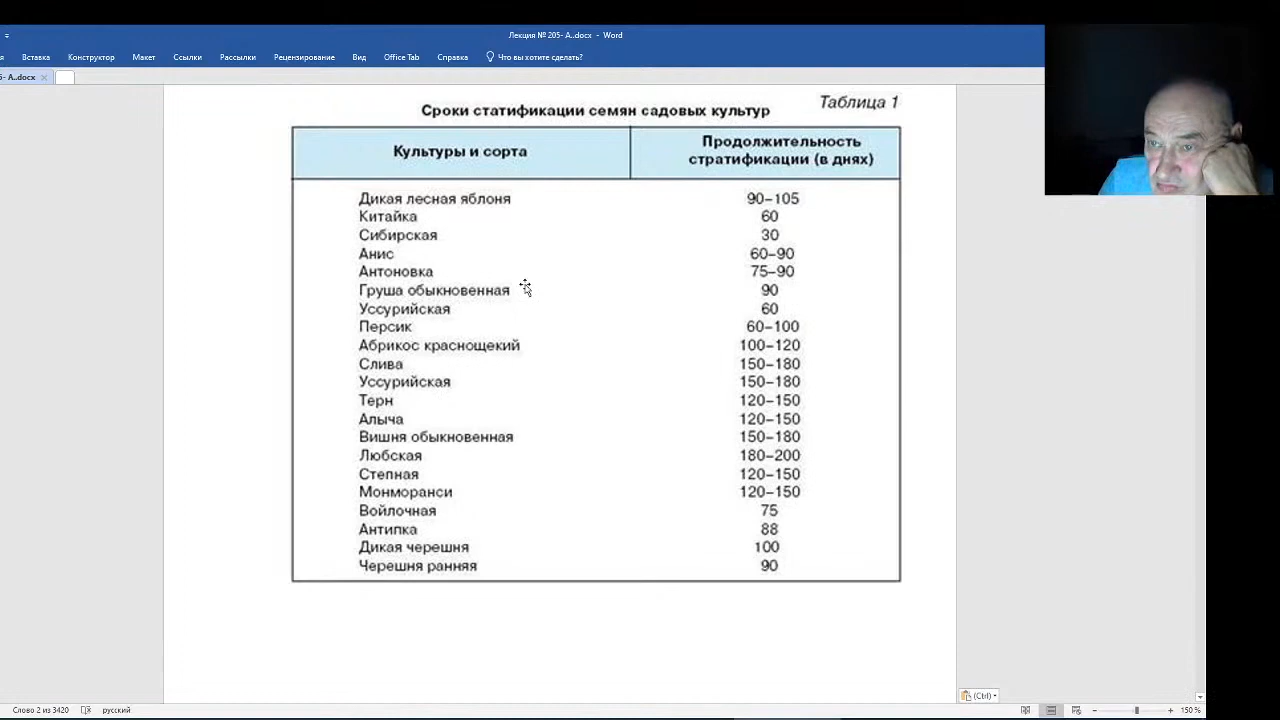 Лекция № 205- А..docx - Word
я Вставка Конструктор Макет Ссылки Рассылки Рецензирование Вид Office Tab Справка Что вы хотите сделать?
5- А..docx
Таблица 1
Сроки статификации семян садовых культур
Культуры и сорта Продолжительность
стратификации (в днях)
Дикая лесная яблоня 90–105
Китайка 60
Сибирская 30
Анис 60–90
Антоновка 75–90
Груша обыкновенная 90
Уссурийская 60
Персик 60–100
Абрикос краснощекий 100–120
Слива 150–180
Уссурийская 150–180
Терн 120–150
Алыча 120–150
Вишня обыкновенная 150–180
Любская 180–200
Степная 120–150
Монморанси 120–150
Войлочная 75
Антипка 88
Дикая черешня 100
Черешня ранняя 90
(Ctrl)
Слово 2 из 3420 русский 150 %